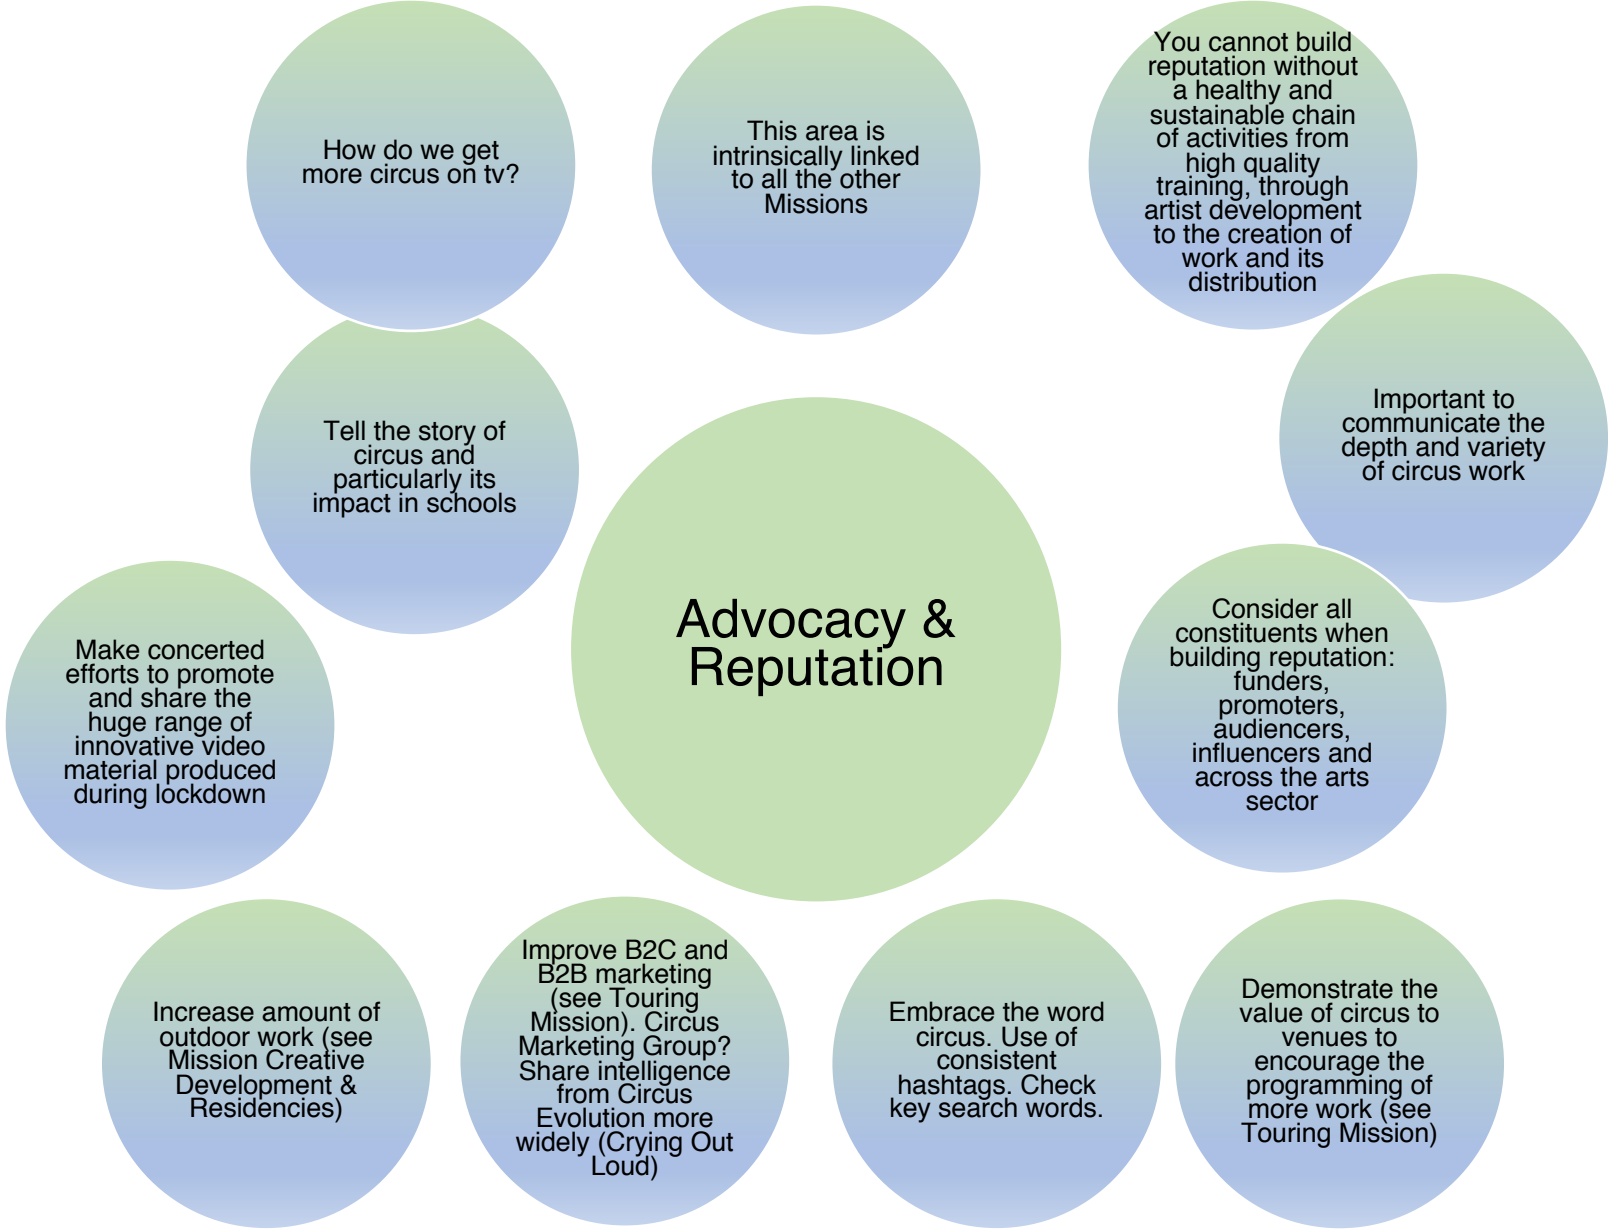 How do we get
more circus on tv?
This area is
intrinsically linked
to all the other
Missions
You cannot build
reputation without
a healthy and
sustainable chain
of activities from
high quality
training, through
artist development
to the creation of
work and its
distribution
Tell the story of
circus and
particularly its
impact in schools
Important to
communicate the
depth and variety
of circus work
Advocacy &
Reputation
Make concerted
efforts to promote
and share the
huge range of
innovative video
material produced
during lockdown
Consider all
constituents when
building reputation:
funders,
promoters,
audiencers,
influencers and
across the arts
sector
Increase amount of
outdoor work (see
Mission Creative
Development &
Residencies)
Improve B2C and
B2B marketing
(see Touring
Mission). Circus
Marketing Group?
Share intelligence
from Circus
Evolution more
widely (Crying Out
Loud)
Embrace the word
circus. Use of
consistent
hashtags. Check
key search words.
Demonstrate the
value of circus to
venues to
encourage the
programming of
more work (see
Touring Mission)